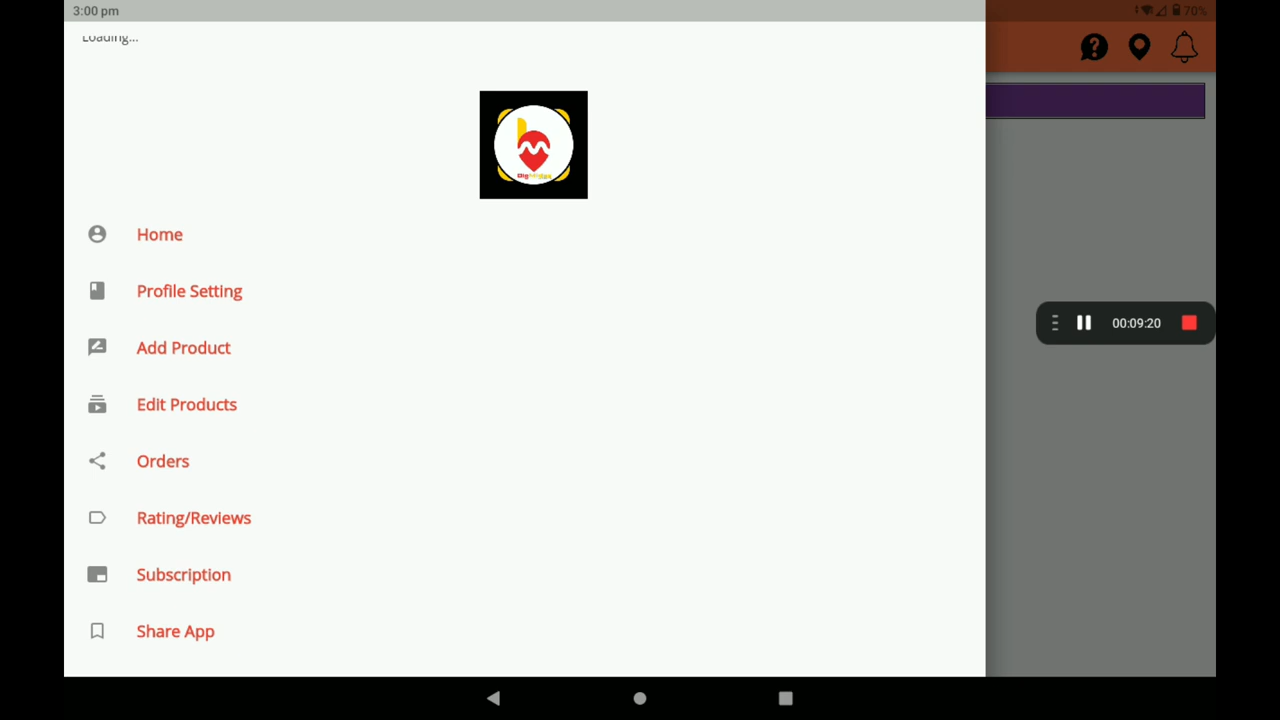 3:00 pm
70%
Loading...
Home
Profile Setting
Add Product
00:09:20
Edit Products
Orders
Rating/Reviews
Subscription
Share App